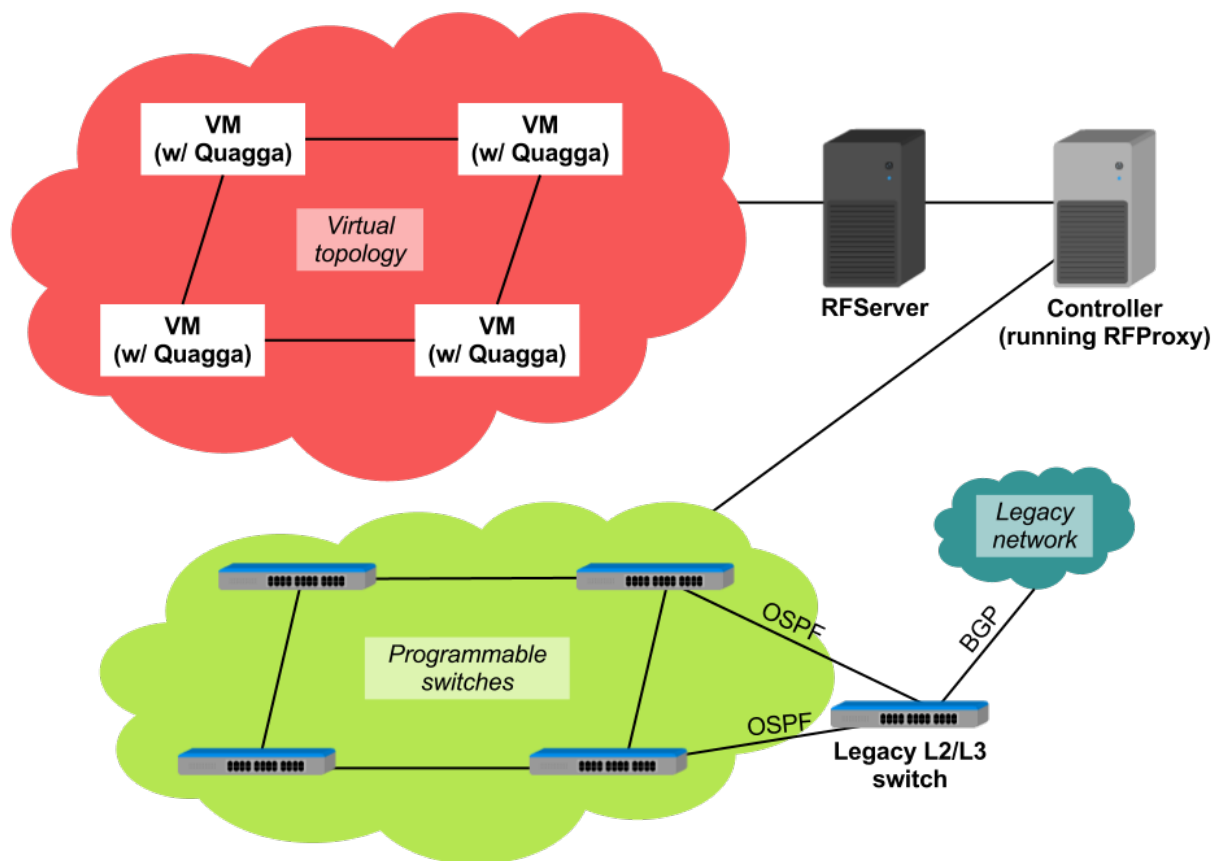 VM
(w/ Quagga)
VM
(w/ Quagga)
Virtual
topology
VM
(w/ Quagga)
VM
(w/ Quagga)
RFServer
Controller
(running RFProxy)
Legacy
network
Programmable
switches
OSPF
BGP
OSPF
Legacy L2/L3
switch